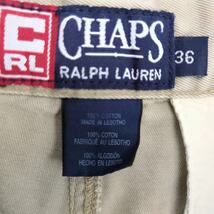 C
RL
CHAPS
RALPH LAUREN
36
100% COTTON
MADE IN LESOTHO
100% COTON
FABRIQUÉ AU LESOTHO
100% ALGODÓN
HECHO EN LESOTHO